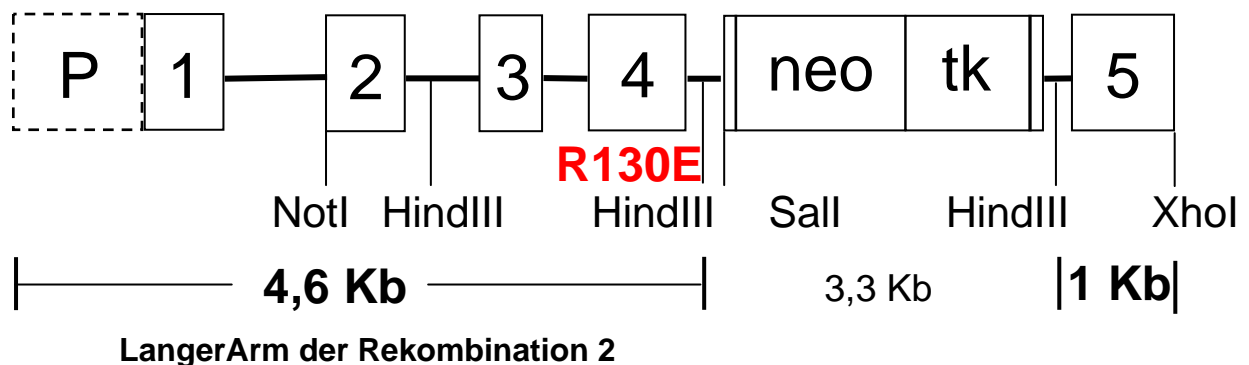 P 1 2 3 4 neo tk 5
R130E
NotI HindIII HindIII SalI HindIII XhoI
4,6 Kb 3,3 Kb 1 Kb
LangerArm der Rekombination 2